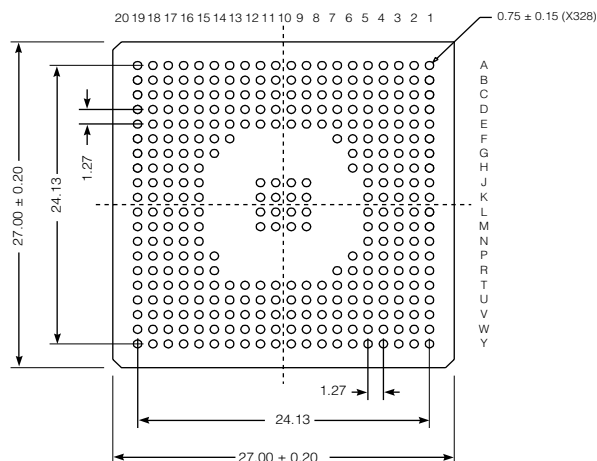 20 19 18 17 16 15 14 13 12 11 10 9 8 7 6 5 4 3 2 1
0.75 ± 0.15 (X328)
A
B
C
D
E
F
G
H
J
K
L
M
N
P
R
T
U
V
W
Y
27.00 ± 0.20
24.13
1.27
1.27
24.13
27.00 ± 0.20